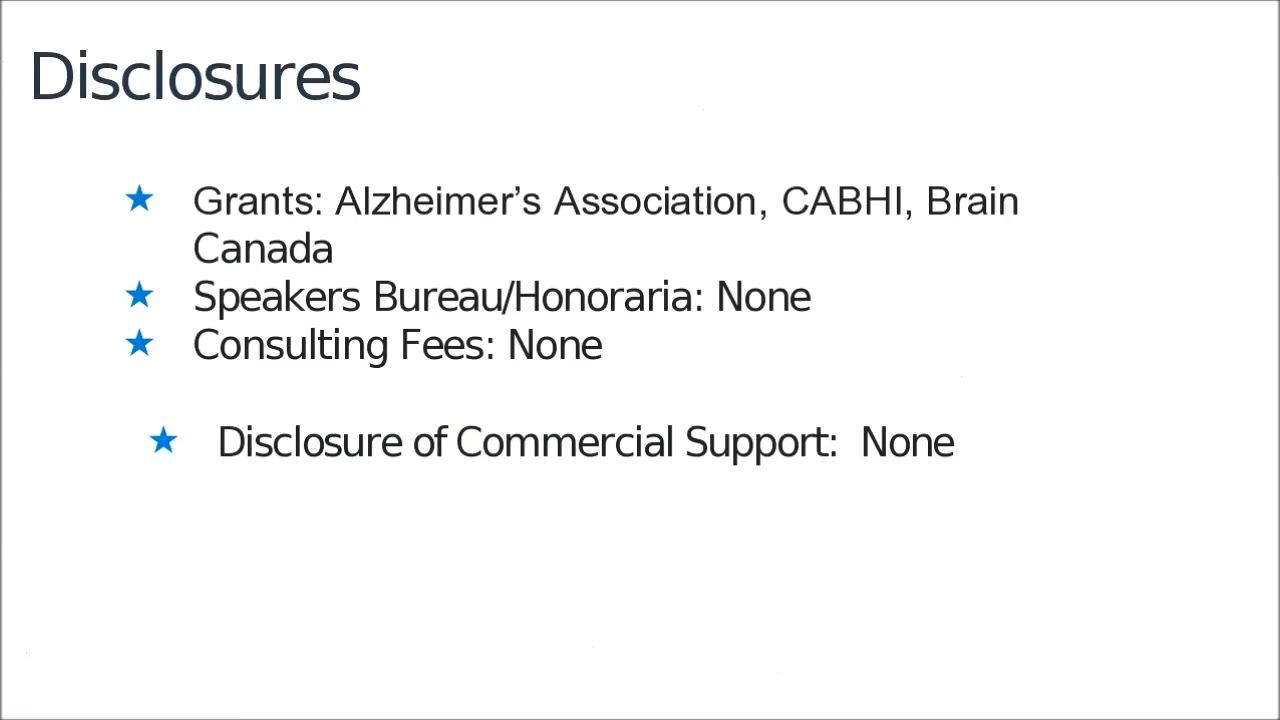 Disclosures
Grants: Alzheimer’s Association, CABHI, Brain
Canada
Speakers Bureau/Honoraria: None
Consulting Fees: None
Disclosure of Commercial Support:  None